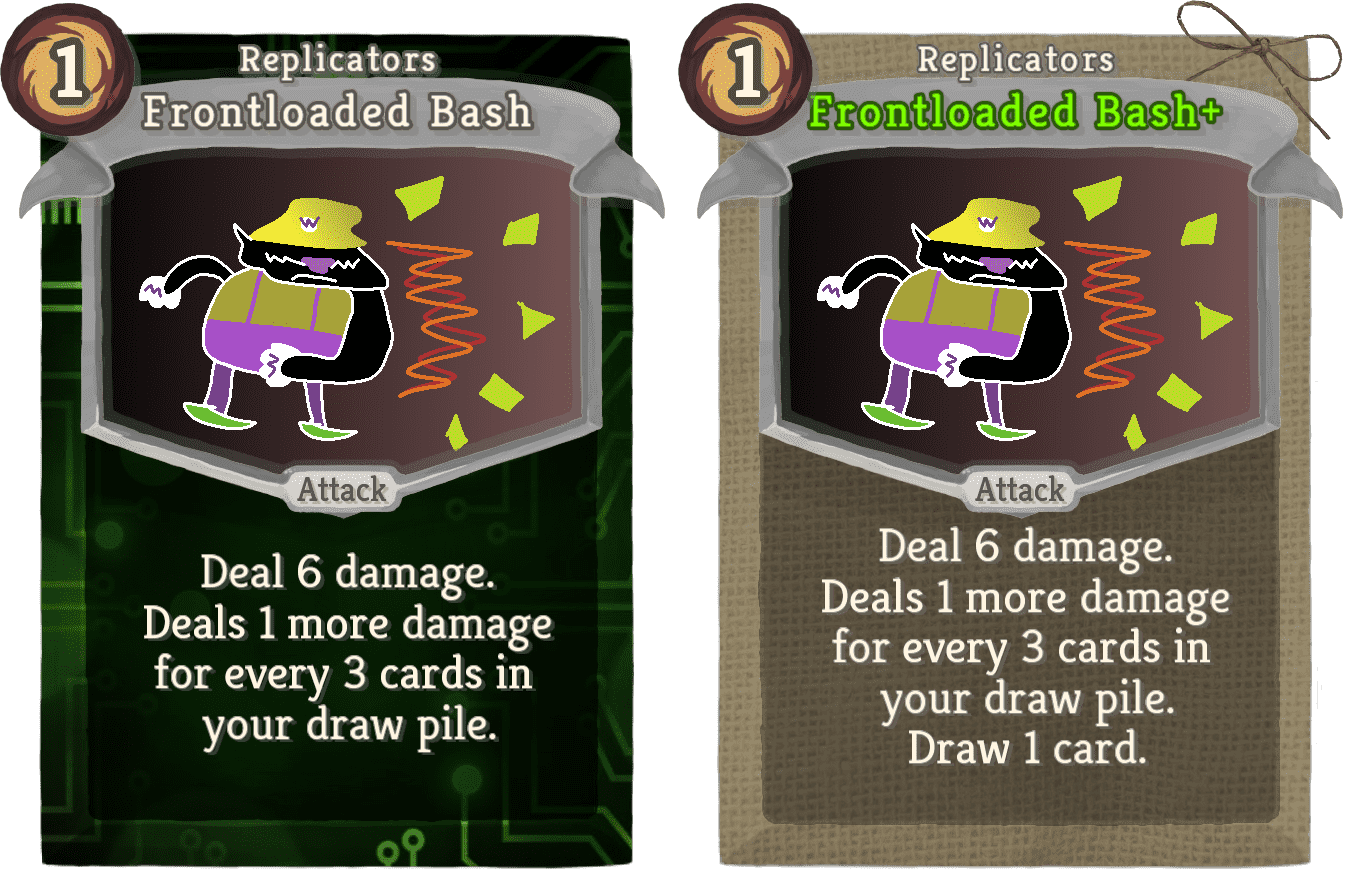 1
Replicators
Frontloaded Bash
W
Attack
Deal 6 damage.
Deals 1 more damage
for every 3 cards in
your draw pile.
1
Replicators
Frontloaded Bash+
W
Attack
Deal 6 damage.
Deals 1 more damage
for every 3 cards in
your draw pile.
Draw 1 card.